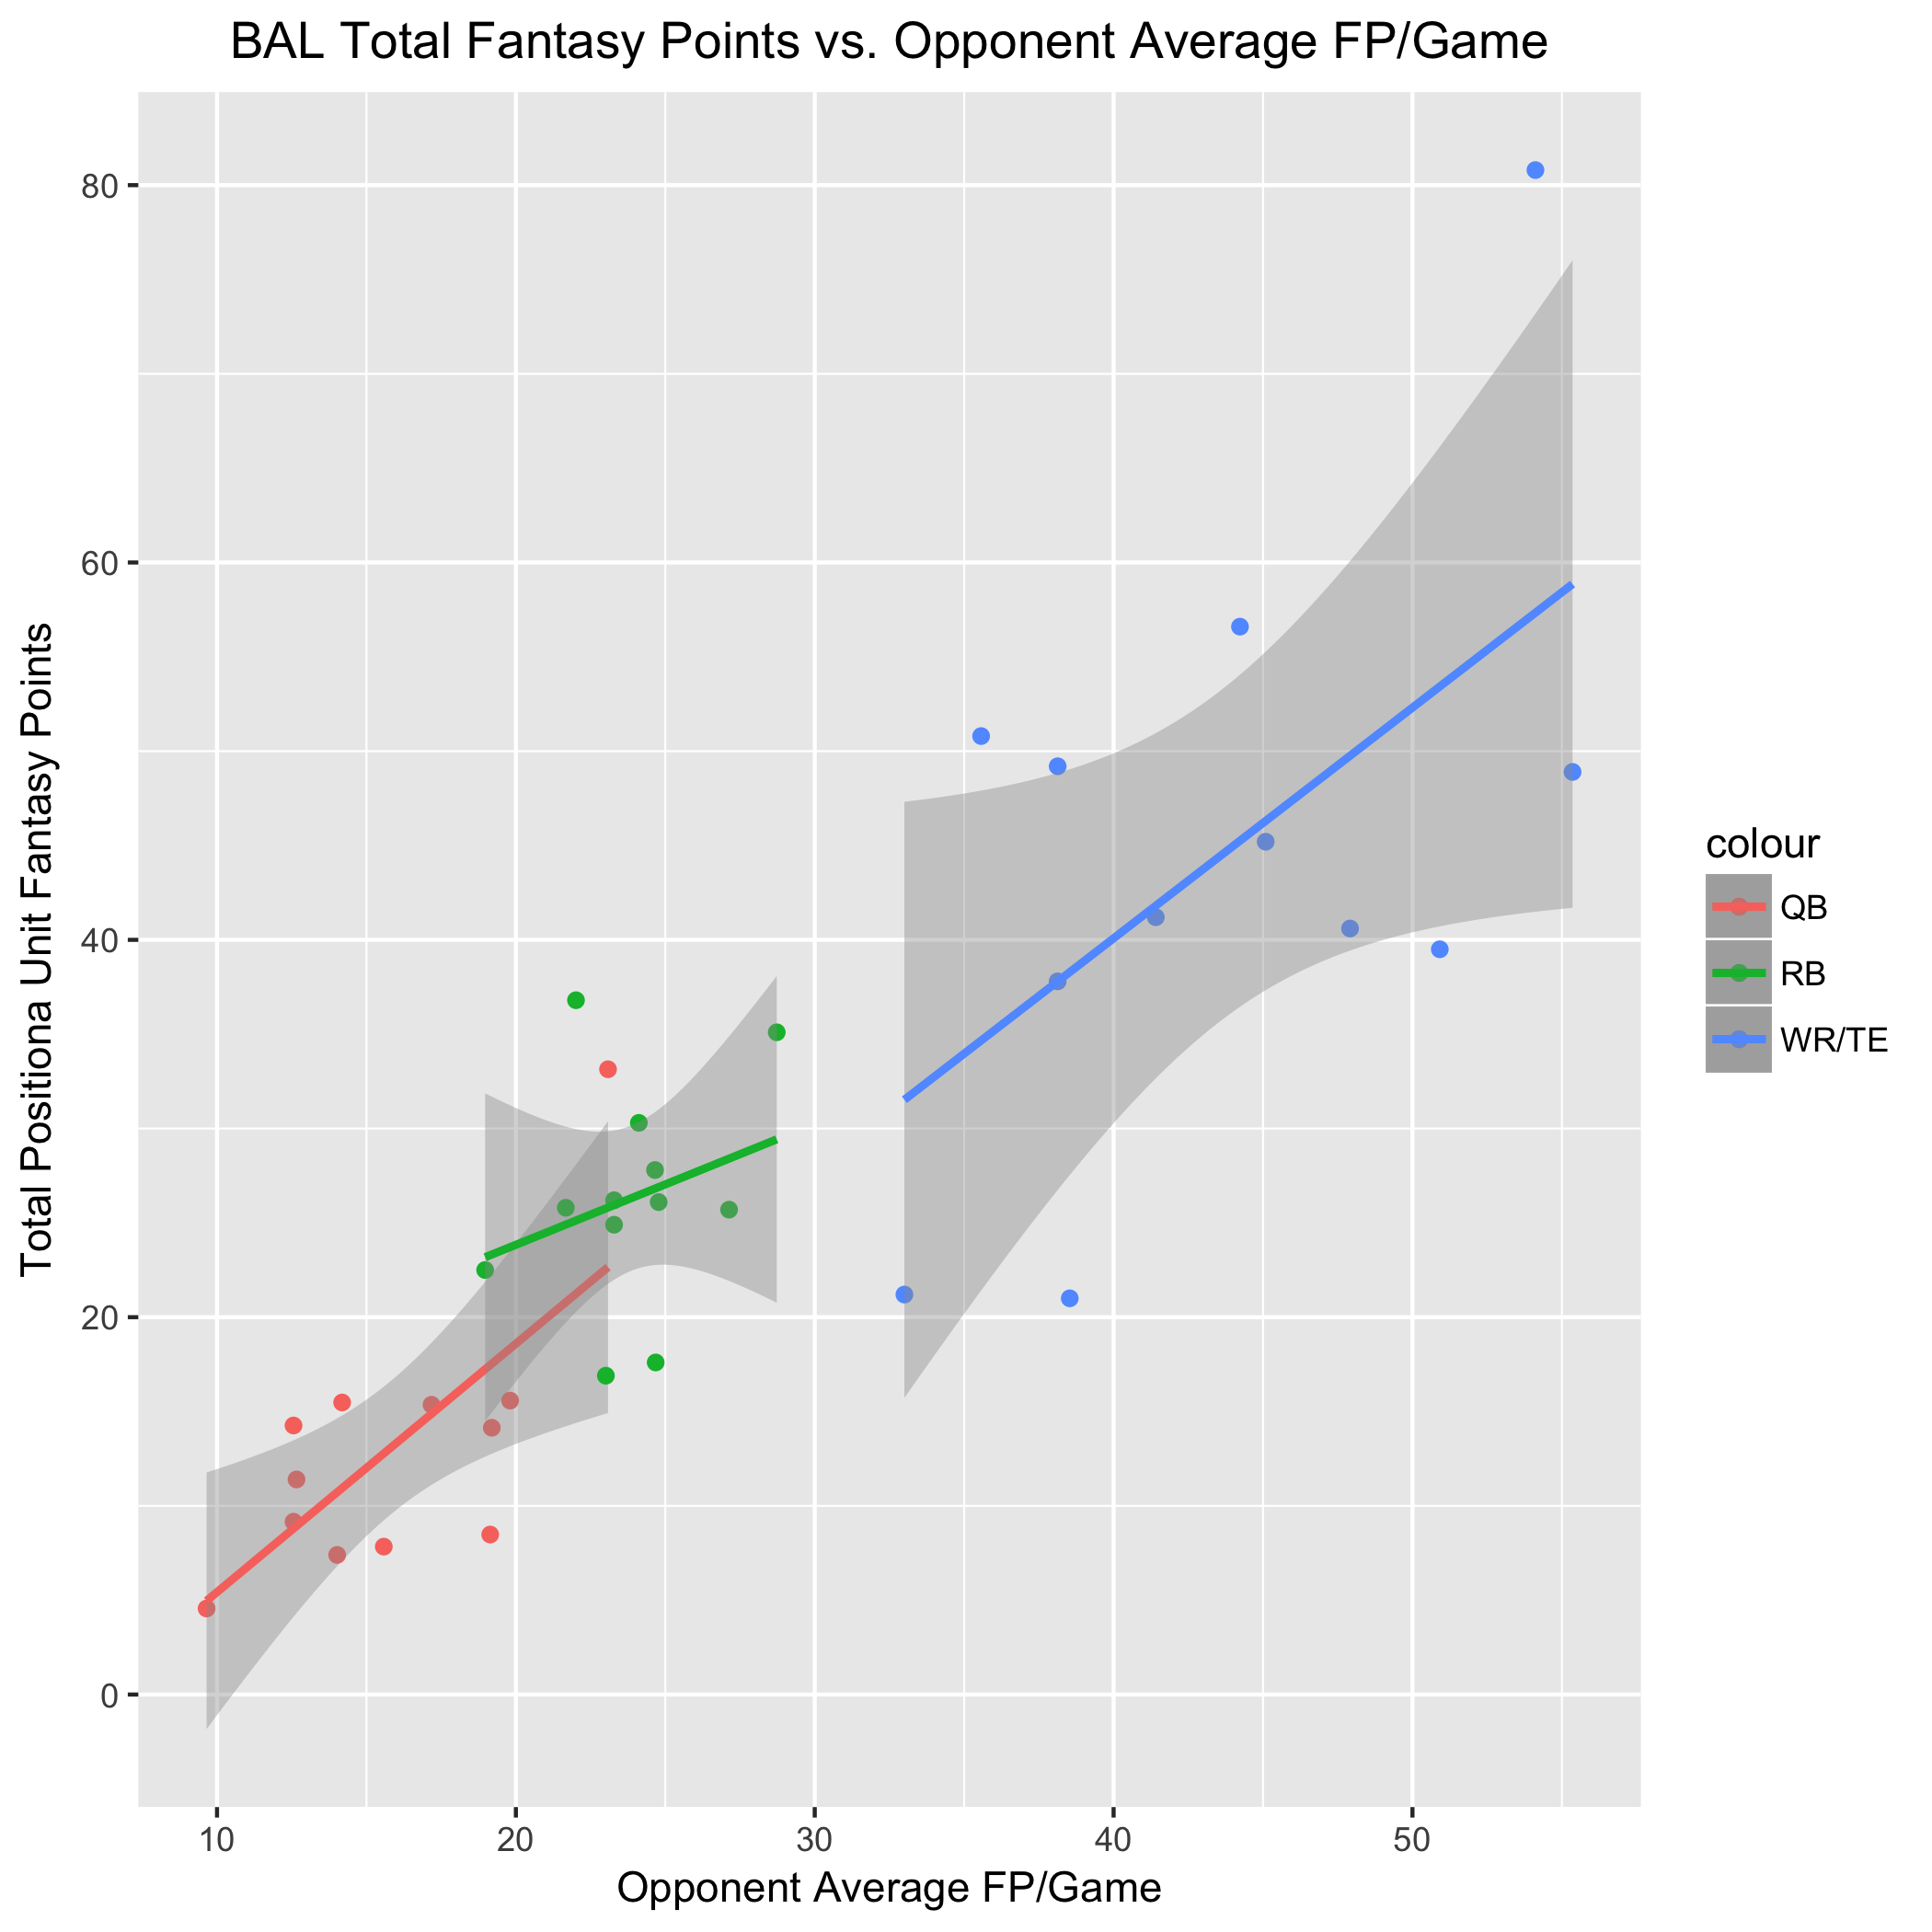 BAL Total Fantasy Points vs. Opponent Average FP/Game
80
60
40
20
0
Total Positiona Unit Fantasy Points
10 20 30 40 50
Opponent Average FP/Game
colour
QB
RB
WR/TE